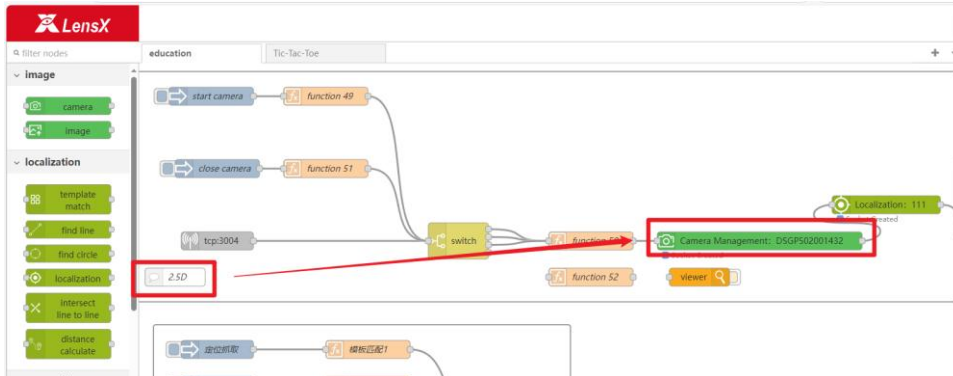 LensX
filter nodes
education
Tic-Tac-Toe
image
camera
image
localization
template
match
find line
find circle
localization
intersect
line to line
distance
calculate
start camera
function 49
close camera
function 51
tcp:3004
switch
Camera Management: DSGP502001432
Localization: 111
2.5D
function 52
viewer
定位抓取
模板匹配1